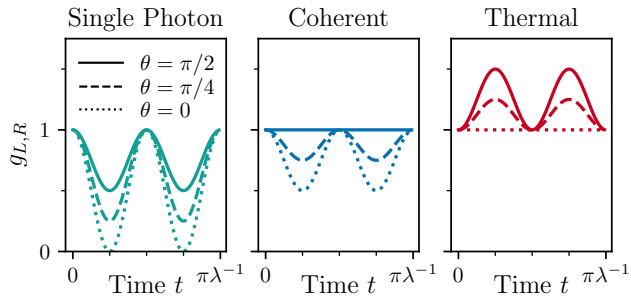 Single Photon Coherent Thermal
θ = π/2
θ = π/4
θ = 0
g_{L,R}
1
0
0 πλ⁻¹ 0 πλ⁻¹ 0 πλ⁻¹
Time t Time t Time t